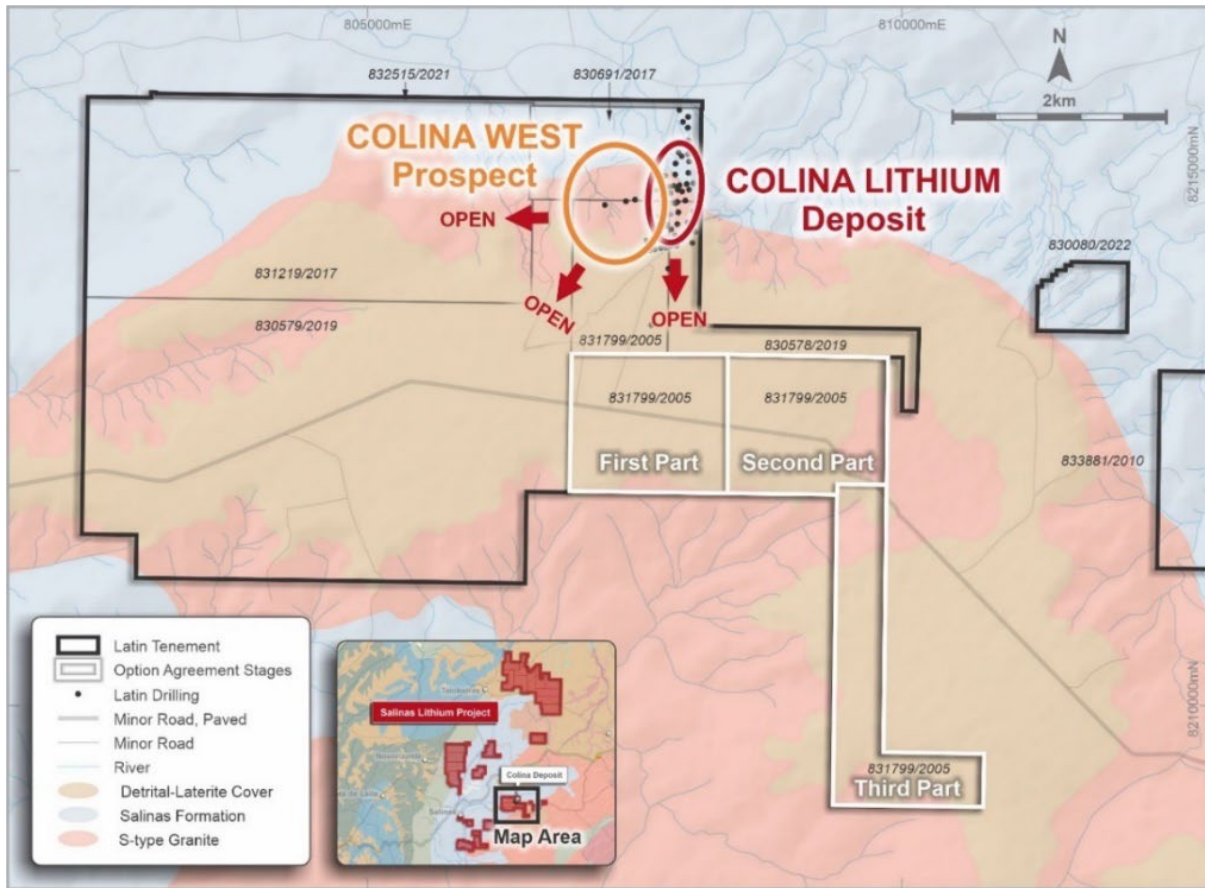 805000mE
810000mE
832515/2021
830691/2017
N
2km
COLINA WEST
Prospect
COLINA LITHIUM
Deposit
8215000mN
OPEN
OPEN
OPEN
830080/2022
831219/2017
830579/2019
831799/2005
830578/2019
831799/2005
831799/2005
First Part
Second Part
833881/2010
8210000mN
831799/2005
Third Part
Latin Tenement
Option Agreement Stages
Latin Drilling
Minor Road, Paved
Minor Road
River
Detrital-Laterite Cover
Salinas Formation
S-type Granite
Salinas Lithium Project
Colina Deposit
Salinas
Map Area